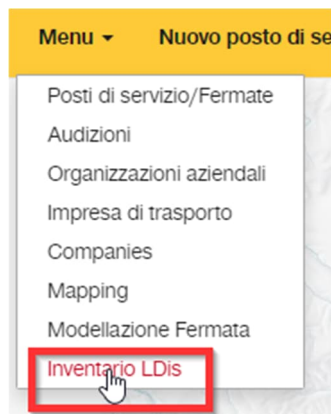 Menu Nuovo posto di se
Posti di servizio/Fermate
Audizioni
Organizzazioni aziendali
Impresa di trasporto
Companies
Mapping
Modellazione Fermata
Inventario LDis